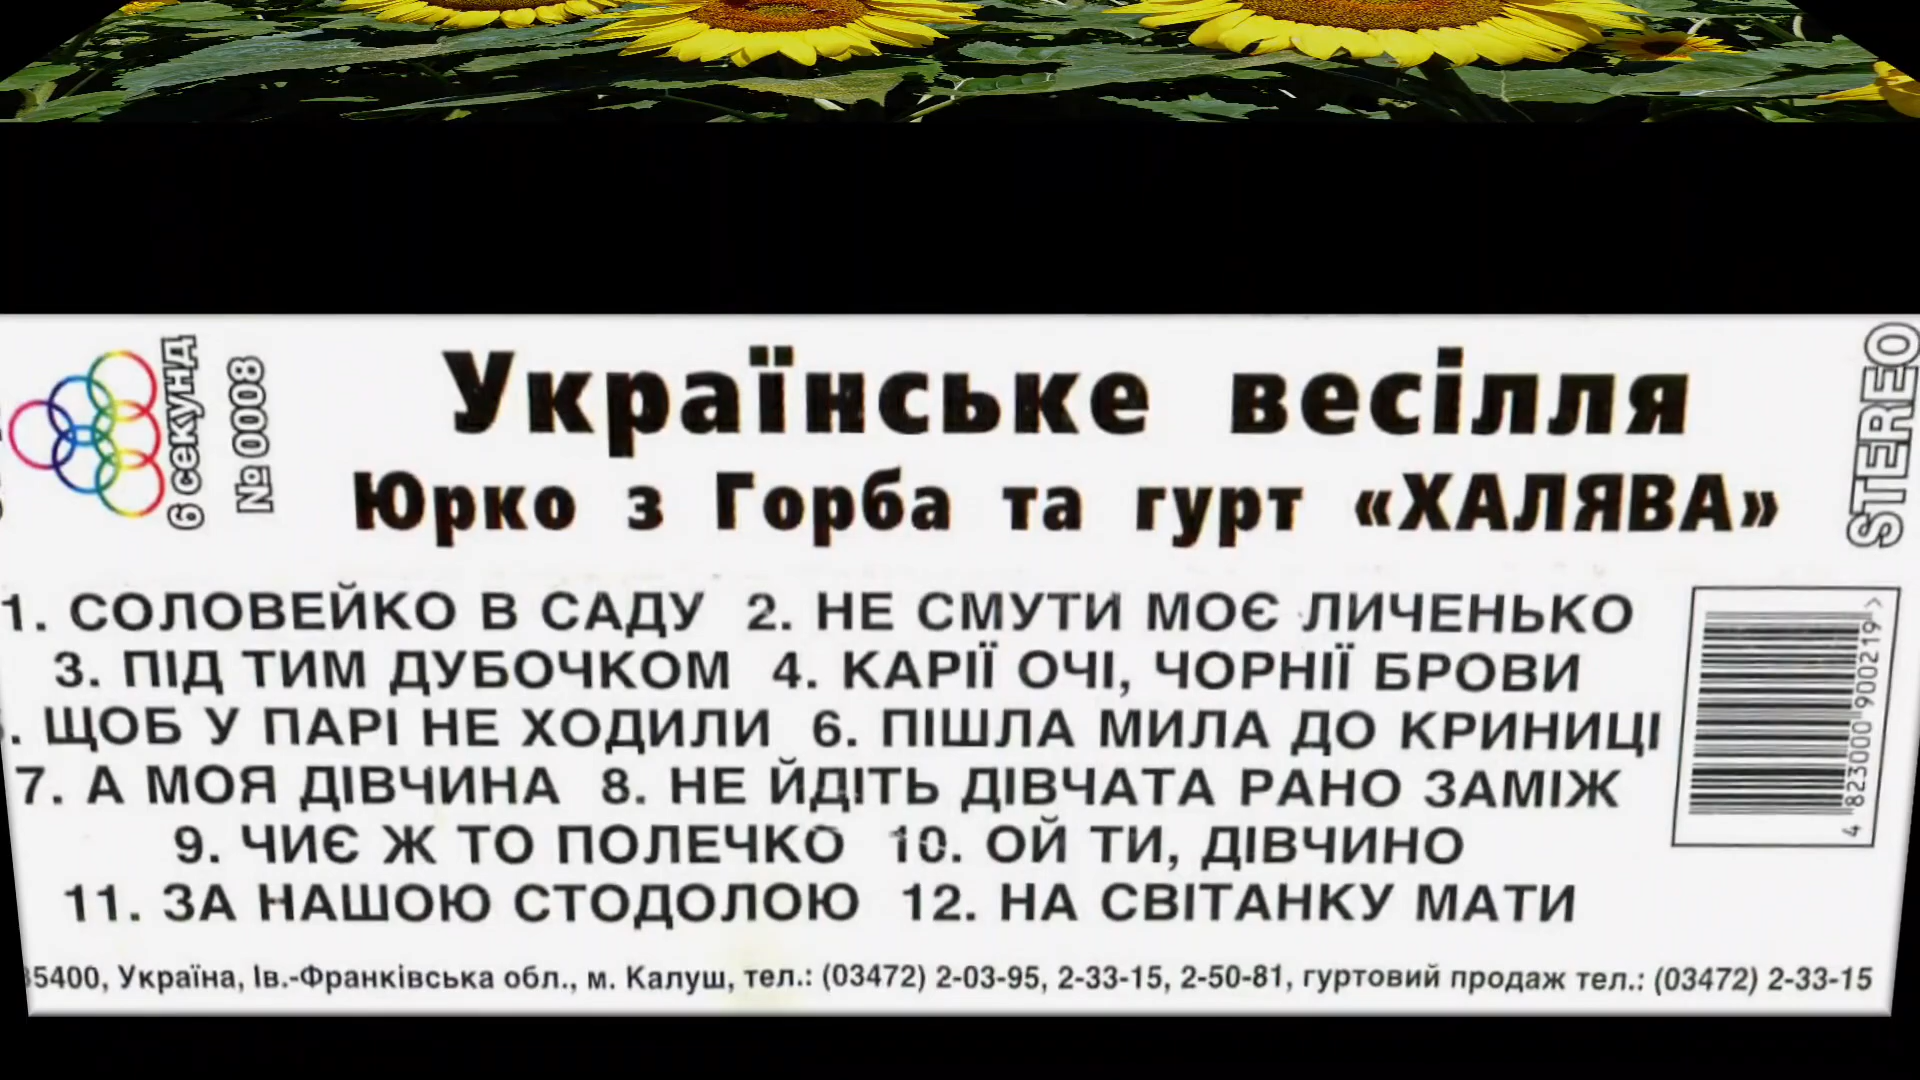 6 секунд
№ 0008
Українське весілля
Юрко з Горба та гурт «ХАЛЯВА»
STEREO
1. СОЛОВЕЙКО В САДУ 2. НЕ СМУТИ МОЄ ЛИЧЕНЬКО
3. ПІД ТИМ ДУБОЧКОМ 4. КАРІЇ ОЧІ, ЧОРНІЇ БРОВИ
. ЩОБ У ПАРІ НЕ ХОДИЛИ 6. ПІШЛА МИЛА ДО КРИНИЦІ
7. А МОЯ ДІВЧИНА 8. НЕ ЙДІТЬ ДІВЧАТА РАНО ЗАМІЖ
9. ЧИЄ Ж ТО ПОЛЕЧКО 10. ОЙ ТИ, ДІВЧИНО
11. ЗА НАШОЮ СТОДОЛОЮ 12. НА СВІТАНКУ МАТИ
4 823000 900219 >
5400, Україна, Ів.-Франківська обл., м. Калуш, тел.: (03472) 2-03-95, 2-33-15, 2-50-81, гуртовий продаж тел.: (03472) 2-33-15